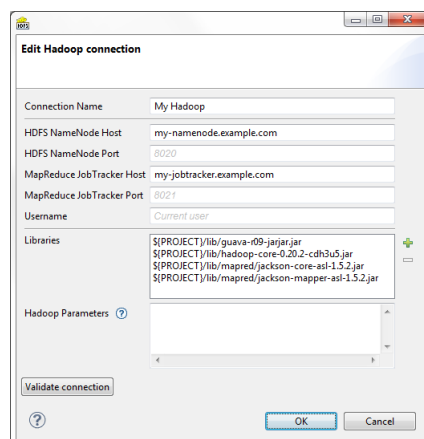 HDFS
Edit Hadoop connection
Connection Name My Hadoop
HDFS NameNode Host my-namenode.example.com
HDFS NameNode Port 8020
MapReduce JobTracker Host my-jobtracker.example.com
MapReduce JobTracker Port 8021
Username Current user
Libraries
${PROJECT}/lib/guava-r09-jarjar.jar
${PROJECT}/lib/hadoop-core-0.20.2-cdh3u5.jar
${PROJECT}/lib/mapred/jackson-core-asl-1.5.2.jar
${PROJECT}/lib/mapred/jackson-mapper-asl-1.5.2.jar
Hadoop Parameters ?
Validate connection
? OK Cancel